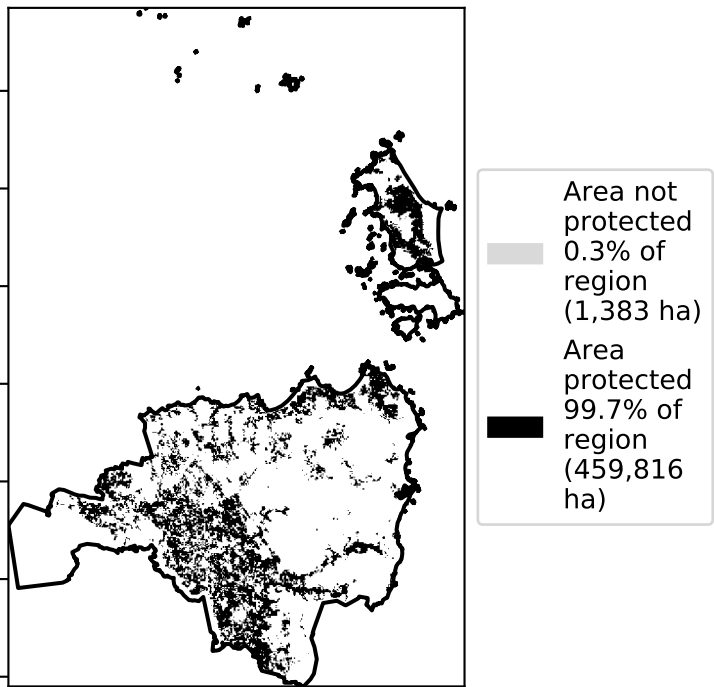 Area not
protected
0.3% of
region
(1,383 ha)
Area
protected
99.7% of
region
(459,816
ha)